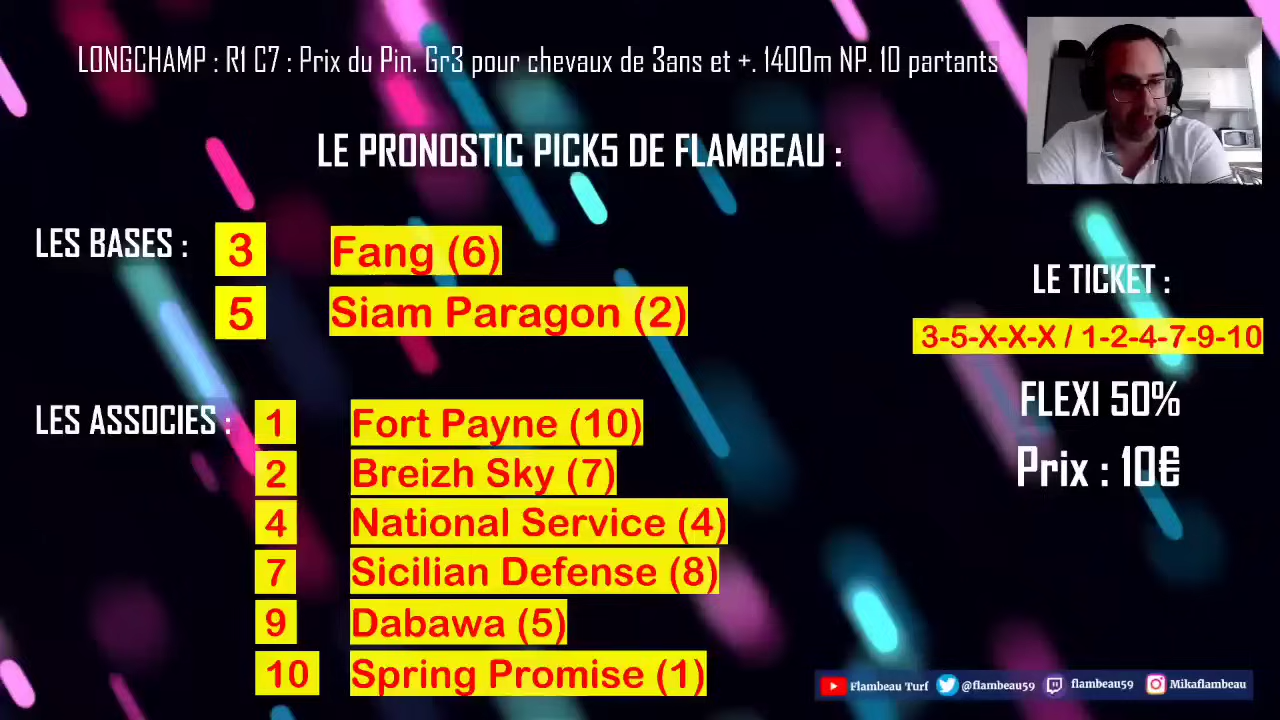 LONGCHAMP : R1 C7 : Prix du Pin. Gr3 pour chevaux de 3ans et +. 1400m NP. 10 partants
LE PRONOSTIC PICK5 DE FLAMBEAU :
LES BASES :
3 Fang (6)
5 Siam Paragon (2)
LES ASSOCIES :
1 Fort Payne (10)
2 Breizh Sky (7)
4 National Service (4)
7 Sicilian Defense (8)
9 Dabawa (5)
10 Spring Promise (1)
LE TICKET :
3-5-X-X-X / 1-2-4-7-9-10
FLEXI 50%
Prix : 10€
Flambeau Turf @flambeau59 flambeau59 Mikaflambeau